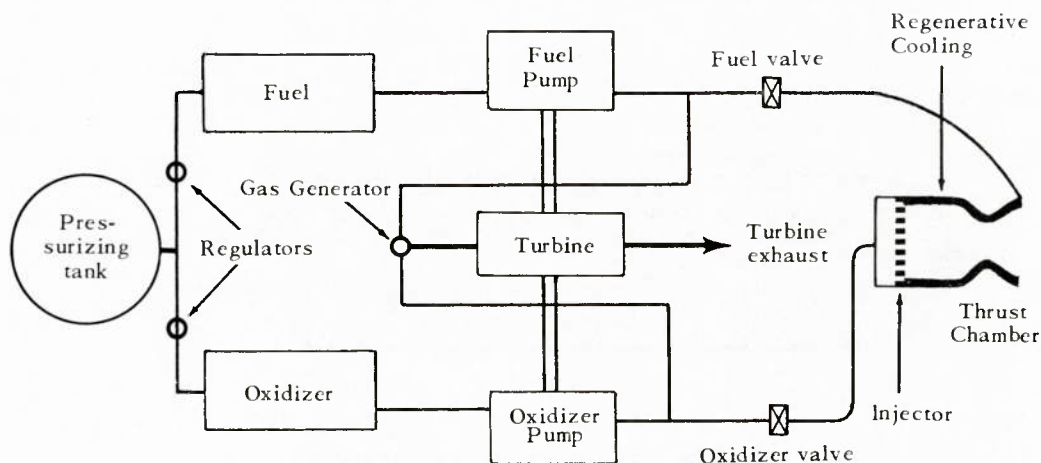 Regenerative
Cooling
Fuel
Pump
Fuel valve
Fuel
Gas Generator
Pres-
surizing
tank
Regulators
Turbine
Turbine
exhaust
Thrust
Chamber
Oxidizer
Oxidizer
Pump
Injector
Oxidizer valve